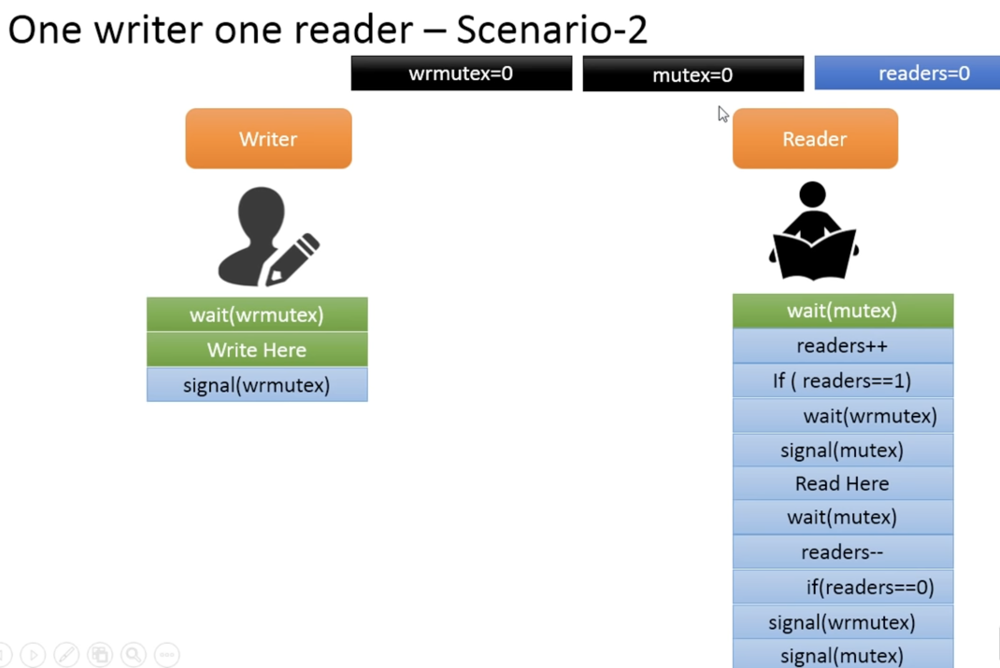 One writer one reader – Scenario-2
wrmutex=0
mutex=0
readers=0
Writer
Reader
wait(wrmutex)
Write Here
signal(wrmutex)
wait(mutex)
readers++
If ( readers==1)
wait(wrmutex)
signal(mutex)
Read Here
wait(mutex)
readers--
if(readers==0)
signal(wrmutex)
signal(mutex)